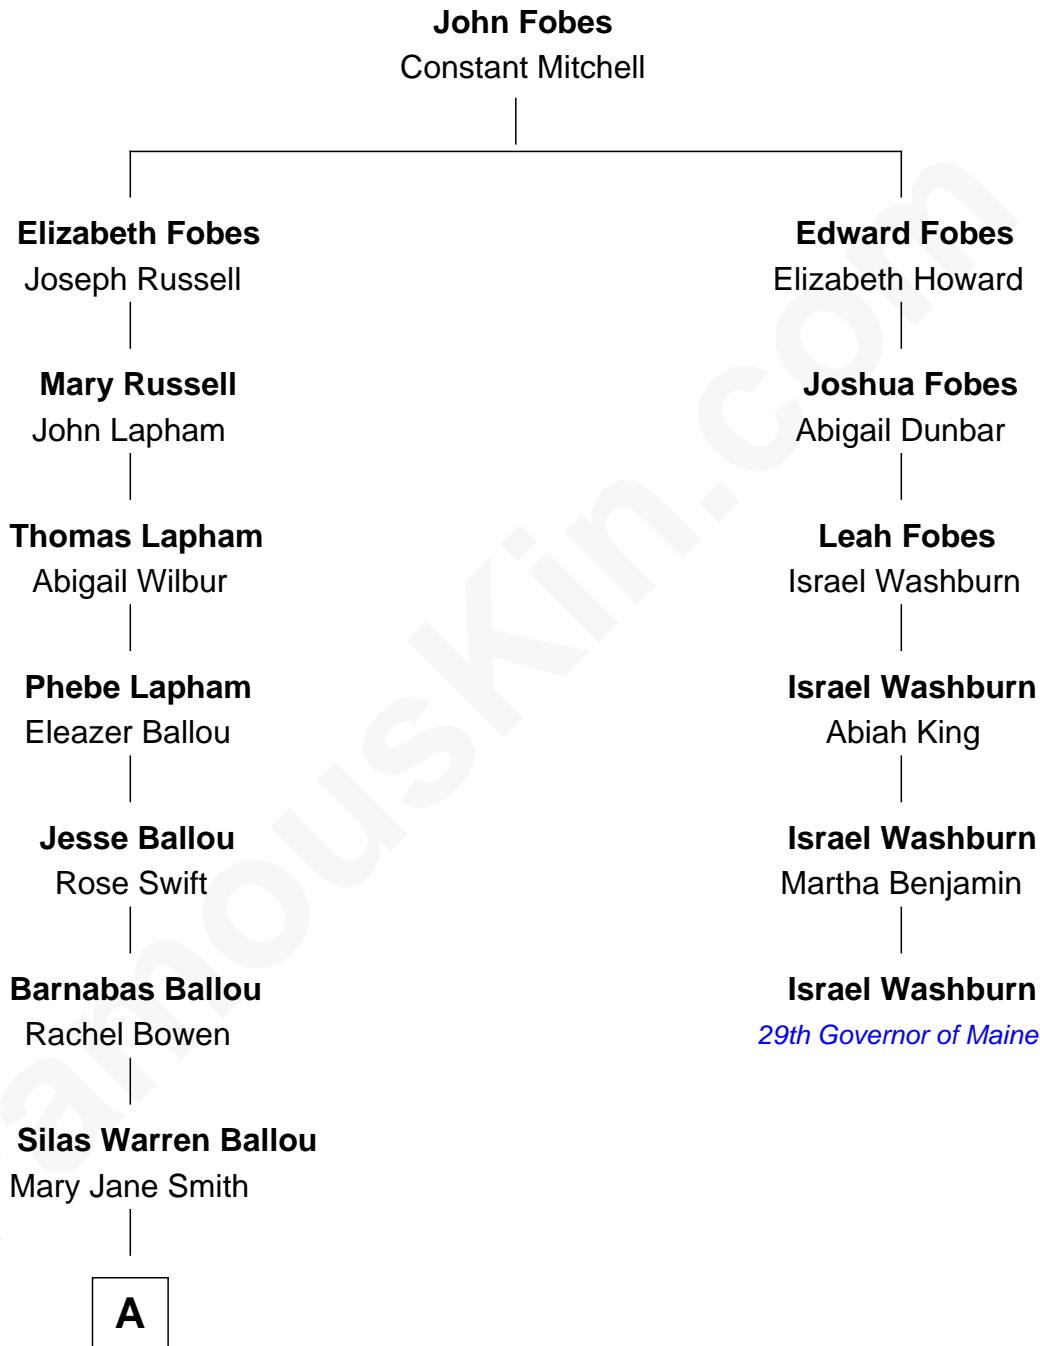 John Fobes
Constant Mitchell
Elizabeth Fobes
Joseph Russell
Edward Fobes
Elizabeth Howard
Mary Russell
John Lapham
Joshua Fobes
Abigail Dunbar
Thomas Lapham
Abigail Wilbur
Leah Fobes
Israel Washburn
Phebe Lapham
Eleazer Ballou
Israel Washburn
Abiah King
Jesse Ballou
Rose Swift
Israel Washburn
Martha Benjamin
Barnabas Ballou
Rachel Bowen
Israel Washburn
29th Governor of Maine
Silas Warren Ballou
Mary Jane Smith
A
amouskin.com